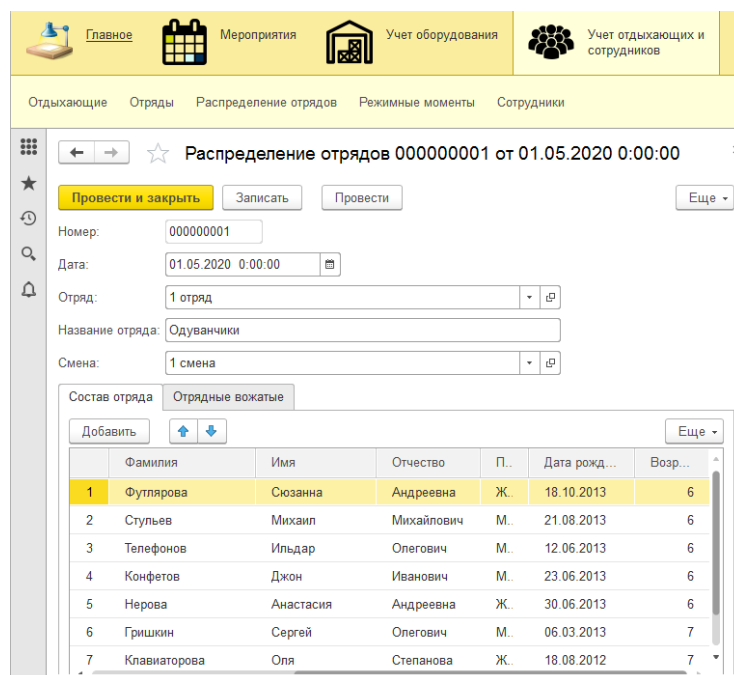 Главное Мероприятия Учет оборудования Учет отдыхающих и
сотрудников
Отдыхающие Отряды Распределение отрядов Режимные моменты Сотрудники
Распределение отрядов 000000001 от 01.05.2020 0:00:00
Провести и закрыть Записать Провести Еще
Номер: 000000001
Дата: 01.05.2020 0:00:00
Отряд: 1 отряд
Название отряда: Одуванчики
Смена: 1 смена
Состав отряда Отрядные вожатые
Добавить Еще
Фамилия Имя Отчество П.. Дата рожд... Возр...
1 Футлярова Сюзанна Андреевна Ж.. 18.10.2013 6
2 Стульев Михаил Михайлович М.. 21.08.2013 6
3 Телефонов Ильдар Олегович М.. 12.06.2013 6
4 Конфетов Джон Иванович М.. 23.06.2013 6
5 Нерова Анастасия Андреевна Ж.. 30.06.2013 6
6 Гришкин Сергей Олегович М.. 06.03.2013 7
7 Клавиаторова Оля Степанова Ж.. 18.08.2012 7